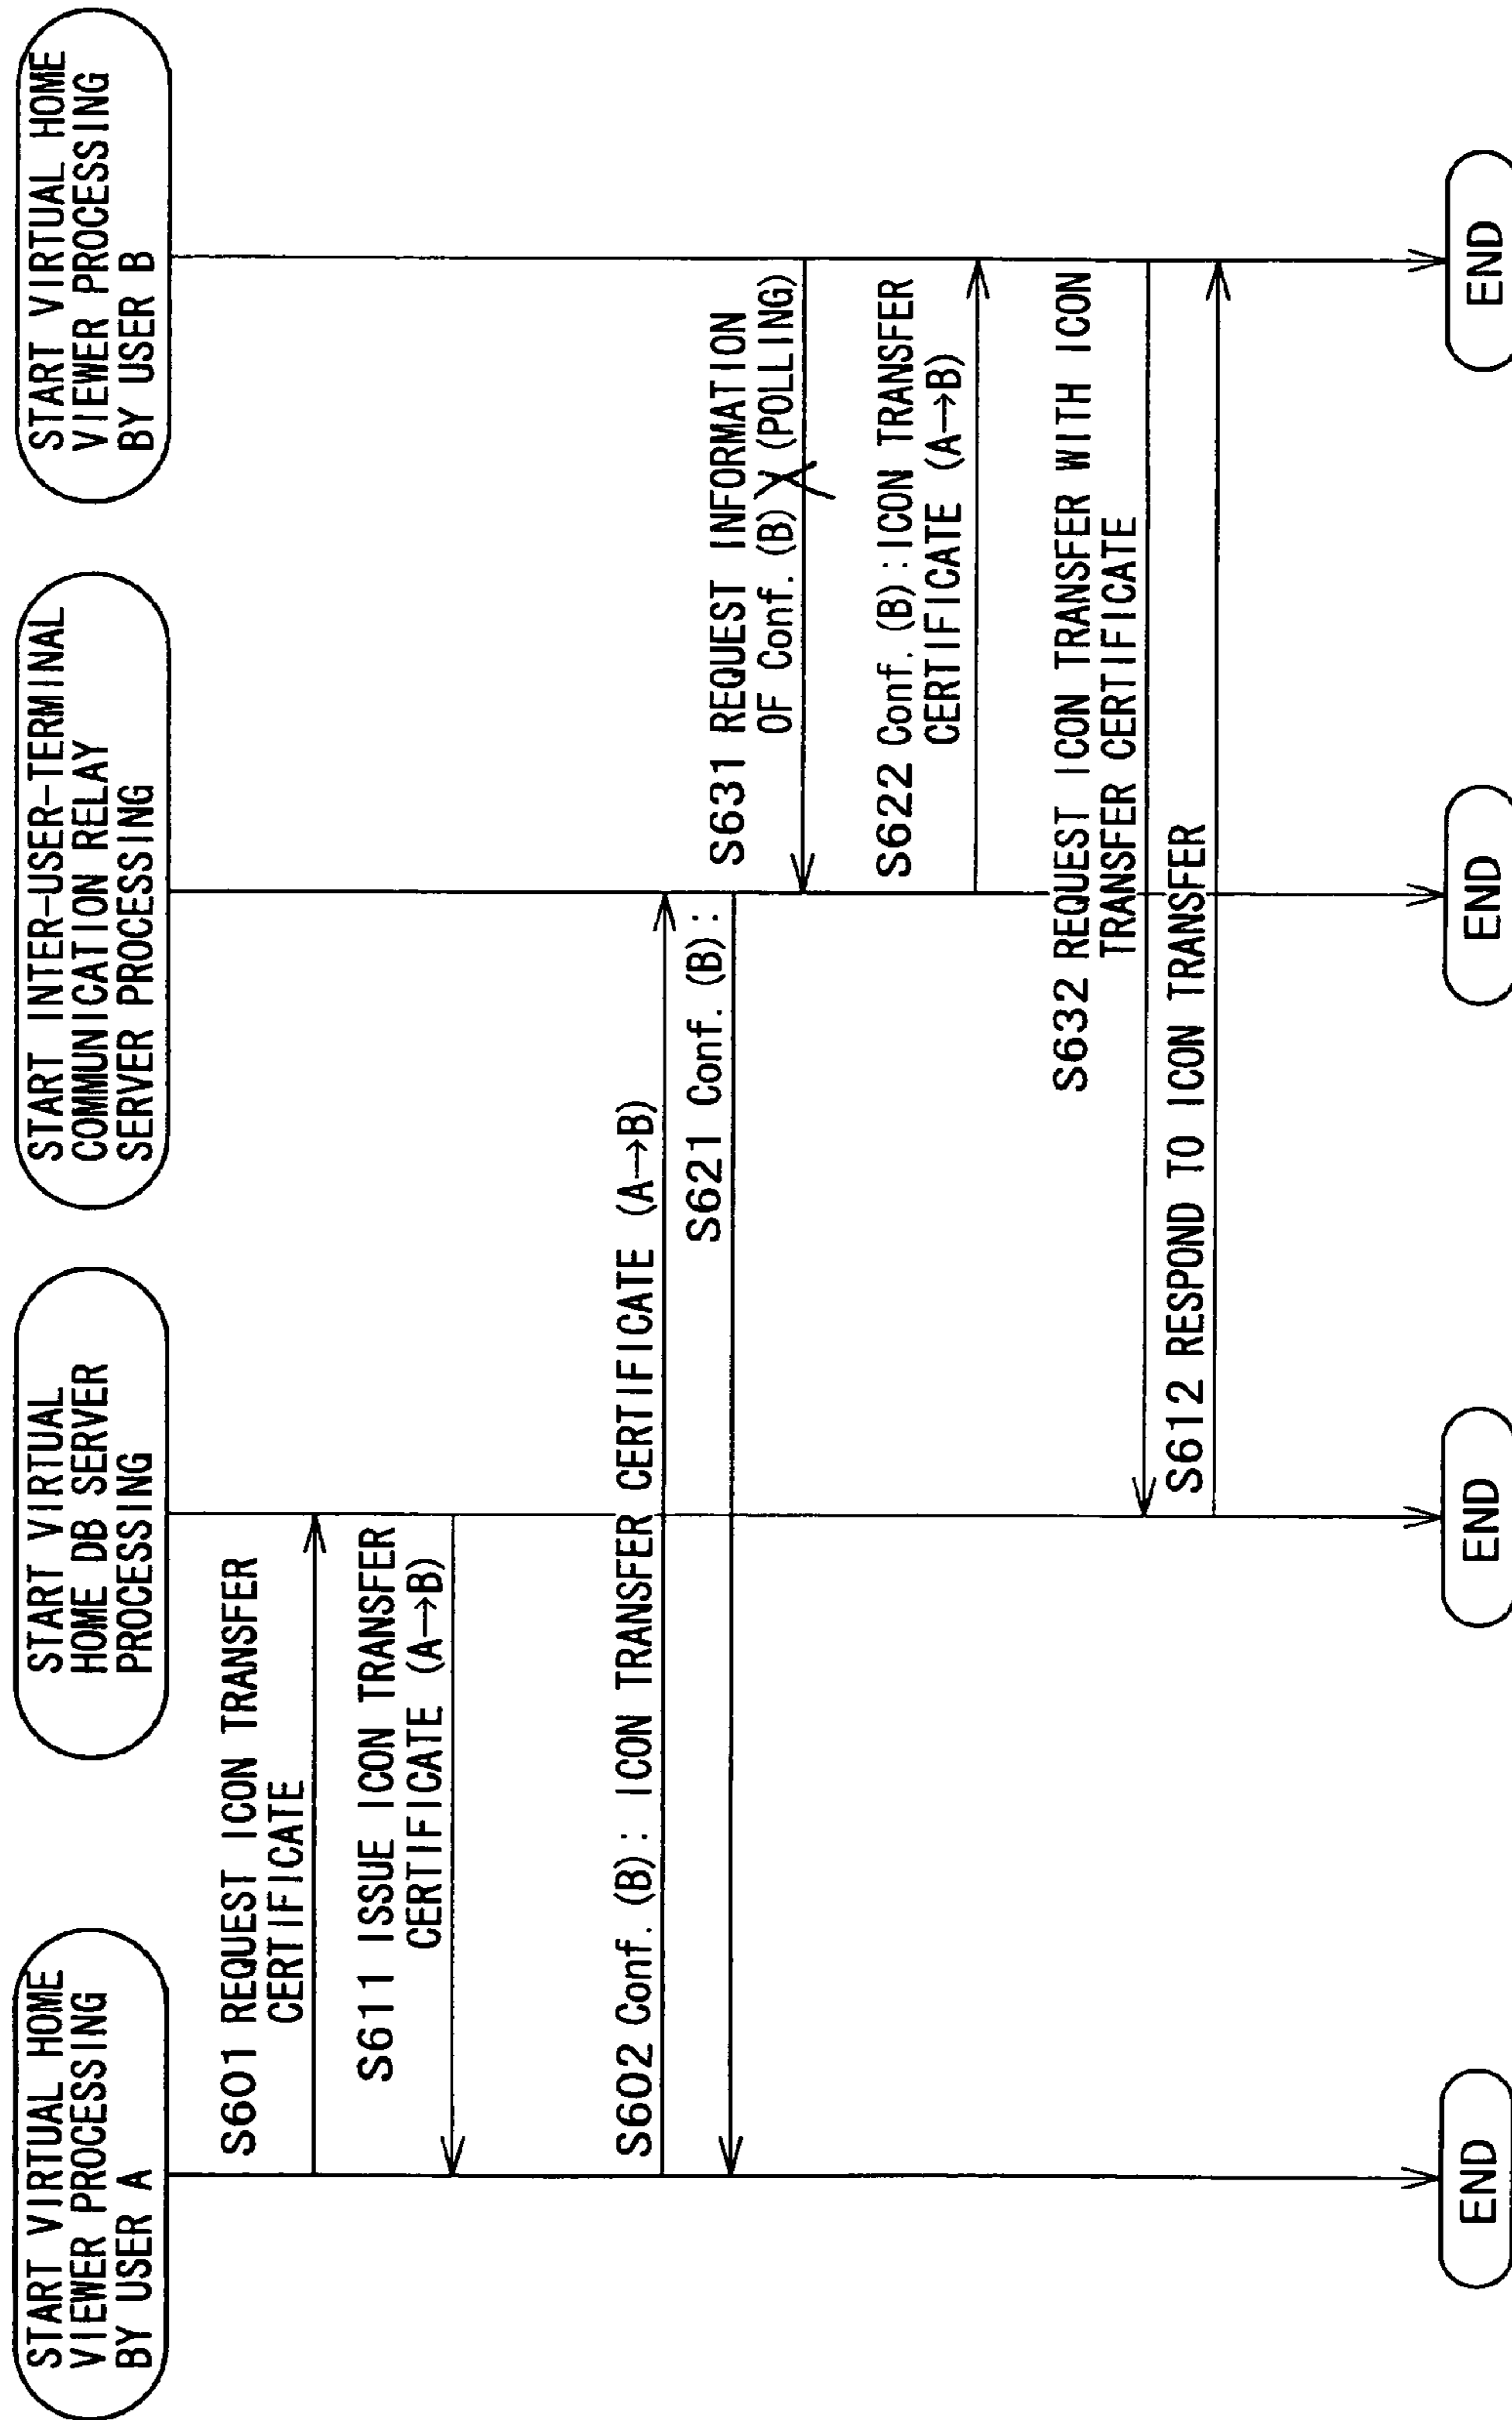 START VIRTUAL HOME
VIEWER PROCESSING
BY USER A
START VIRTUAL
HOME DB SERVER
PROCESSING
START INTER-USER-TERMINAL
COMMUNICATION RELAY
SERVER PROCESSING
START VIRTUAL HOME
VIEWER PROCESSING
BY USER B
S601 REQUEST ICON TRANSFER
CERTIFICATE
S611 ISSUE ICON TRANSFER
CERTIFICATE (A→B)
S602 Conf. (B): ICON TRANSFER CERTIFICATE (A→B)
S621 Conf. (B):
S631 REQUEST INFORMATION
OF Conf. (B) (POLLING)
S622 Conf. (B):ICON TRANSFER
CERTIFICATE (A→B)
S632 REQUEST ICON TRANSFER WITH ICON
TRANSFER CERTIFICATE
S612 RESPOND TO ICON TRANSFER
END
END
END
END